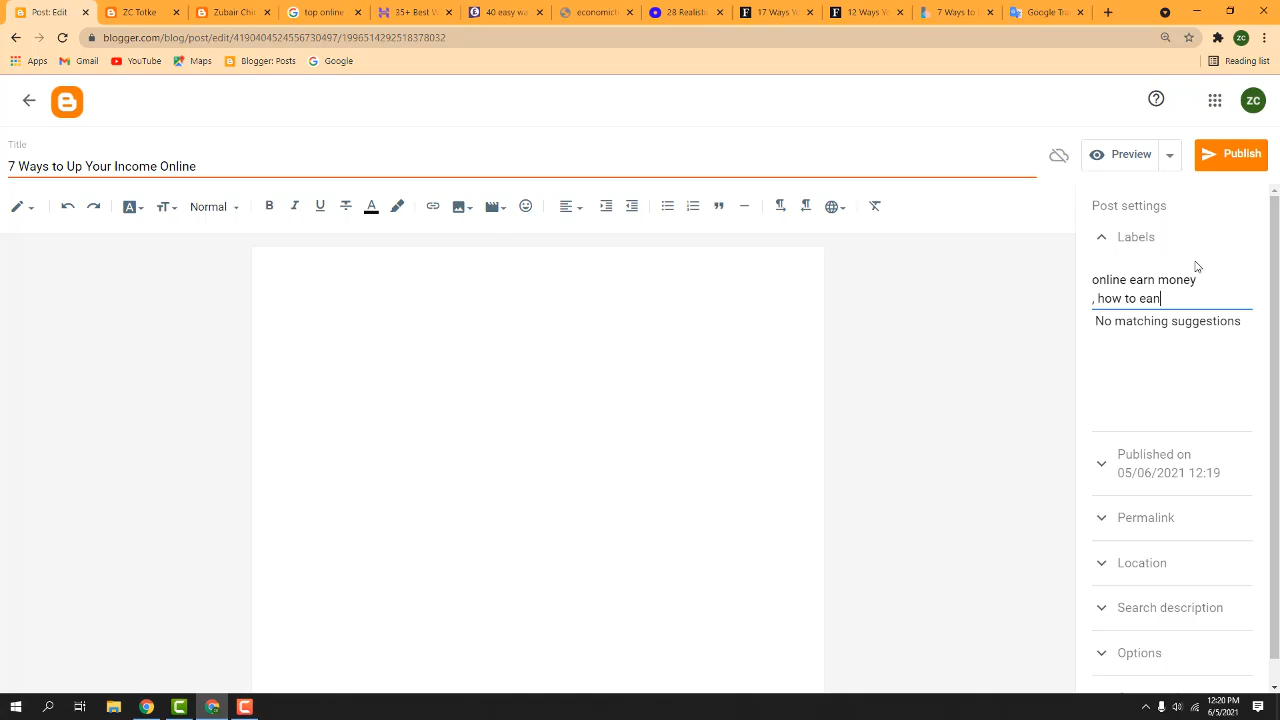 Post: Edit
ZC Totke
Zubair Chi
top online
35+ Best V
40 easy wa
economich
28 Realisti
17 Ways Y
12 Ways Y
7 Ways to
Google Tra
blogger.com/blog/post/edit/4190404524556730497/1996514292518378032
ZC
Apps
Gmail
YouTube
Maps
Blogger: Posts
Google
Reading list
ZC
Title
7 Ways to Up Your Income Online
Preview
Publish
Normal
Post settings
Labels
online earn money
, how to ean
No matching suggestions
Published on
05/06/2021 12:19
Permalink
Location
Search description
Options
12:20 PM
6/5/2021